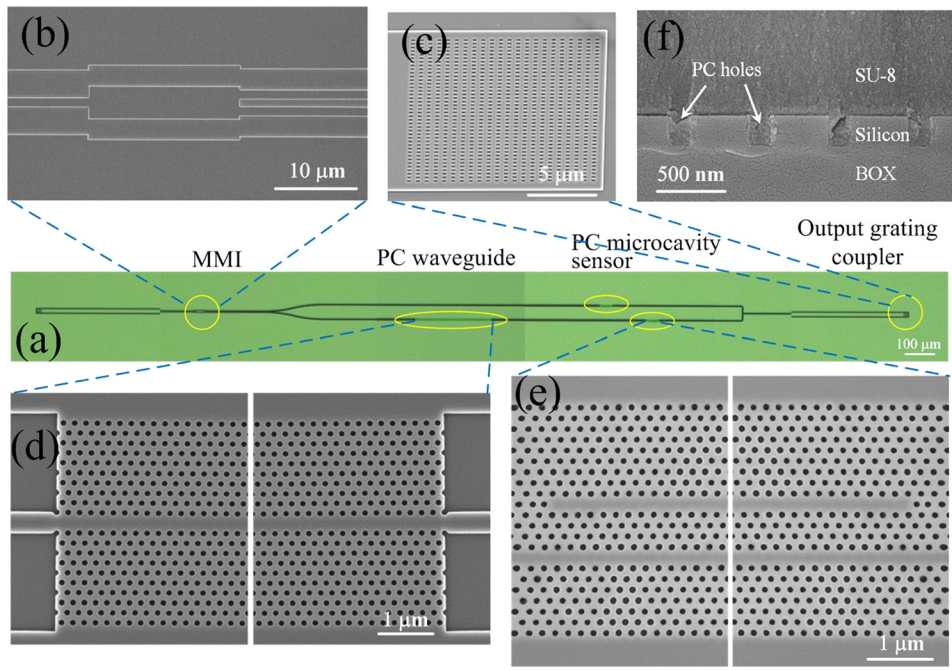 (b)
10 μm
(c)
5 μm
(f)
PC holes
SU-8
Silicon
BOX
500 nm
MMI
PC waveguide
PC microcavity
sensor
Output grating
coupler
(a)
100 μm
(d)
1 μm
(e)
1 μm